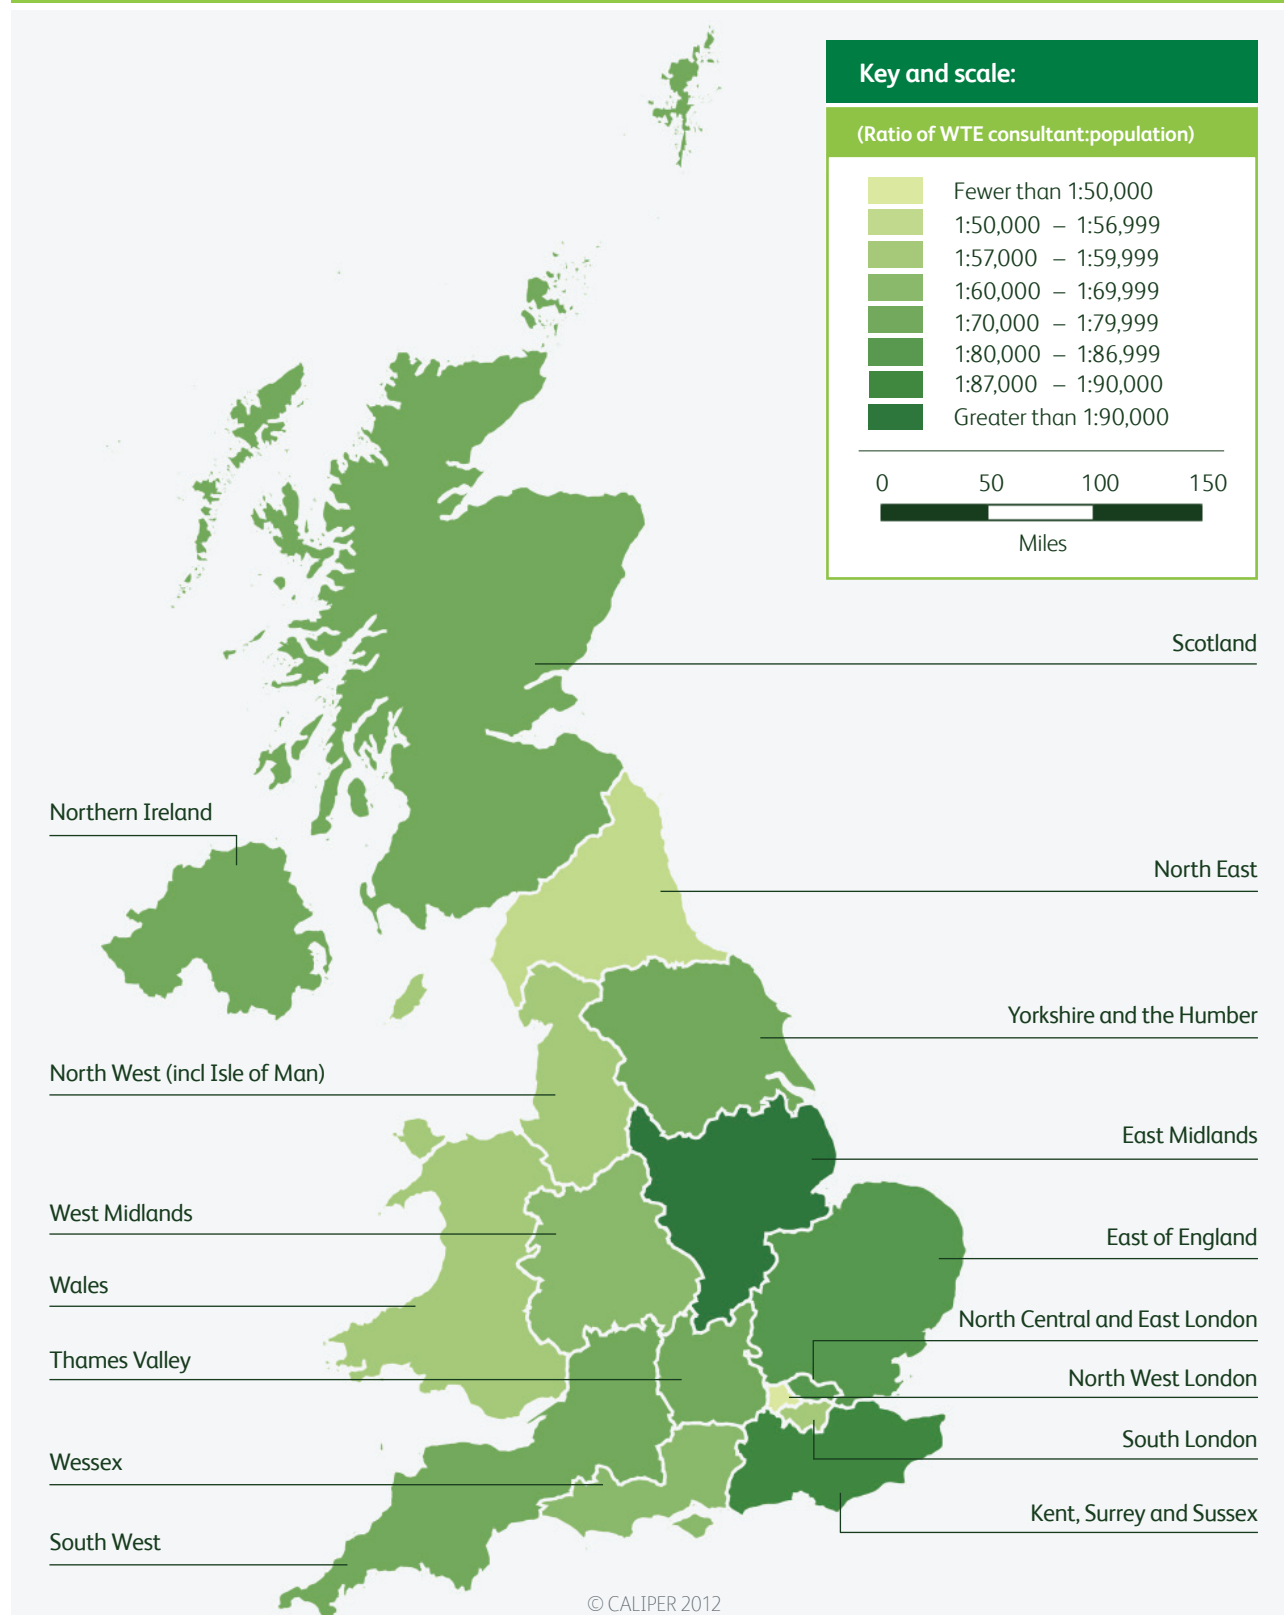 Key and scale:
(Ratio of WTE consultant:population)
Fewer than 1:50,000
1:50,000 – 1:56,999
1:57,000 – 1:59,999
1:60,000 – 1:69,999
1:70,000 – 1:79,999
1:80,000 – 1:86,999
1:87,000 – 1:90,000
Greater than 1:90,000
0 50 100 150
Miles
Scotland
Northern Ireland
North East
Yorkshire and the Humber
North West (incl Isle of Man)
East Midlands
West Midlands
East of England
Wales
North Central and East London
Thames Valley
North West London
South London
Wessex
Kent, Surrey and Sussex
South West
© CALIPER 2012